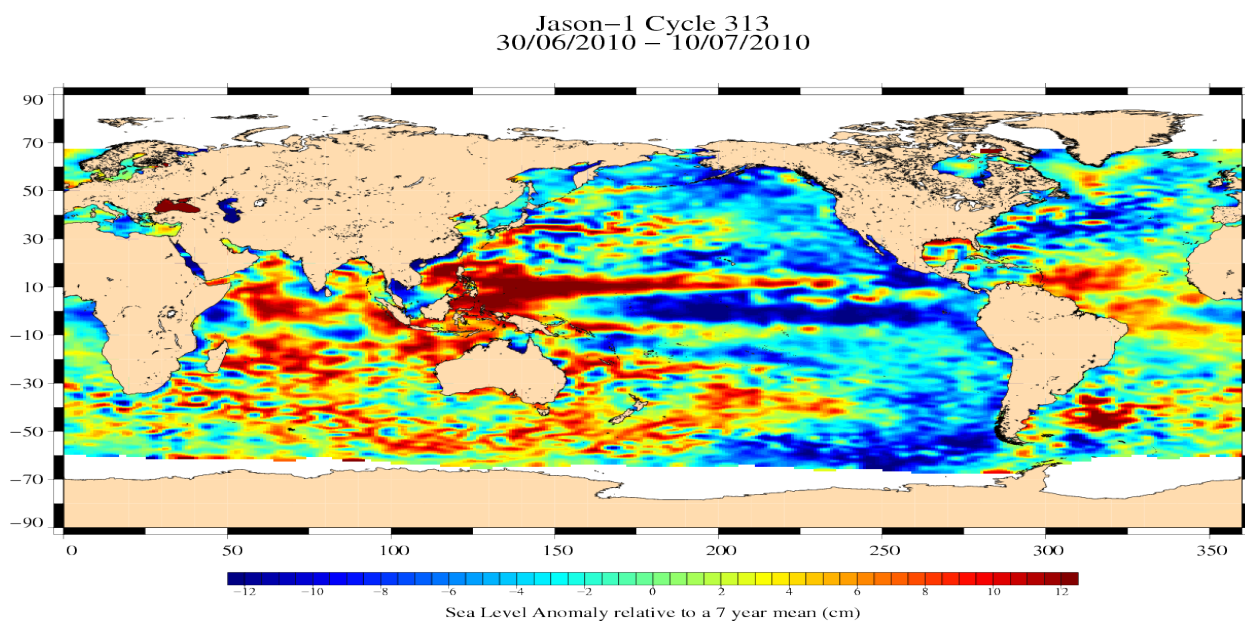 Jason−1 Cycle 313
30/06/2010 − 10/07/2010
90
70
50
30
10
−10
−30
−50
−70
−90
0 50 100 150 200 250 300 350
−12 −10 −8 −6 −4 −2 0 2 4 6 8 10 12
Sea Level Anomaly relative to a 7 year mean (cm)